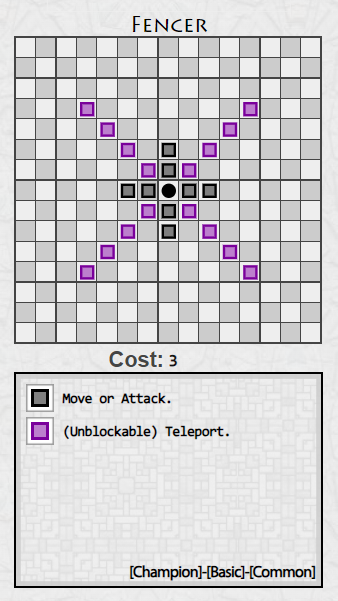 Fencer
Cost: 3
Move or Attack.
(Unblockable) Teleport.
[Champion]-[Basic]-[Common]